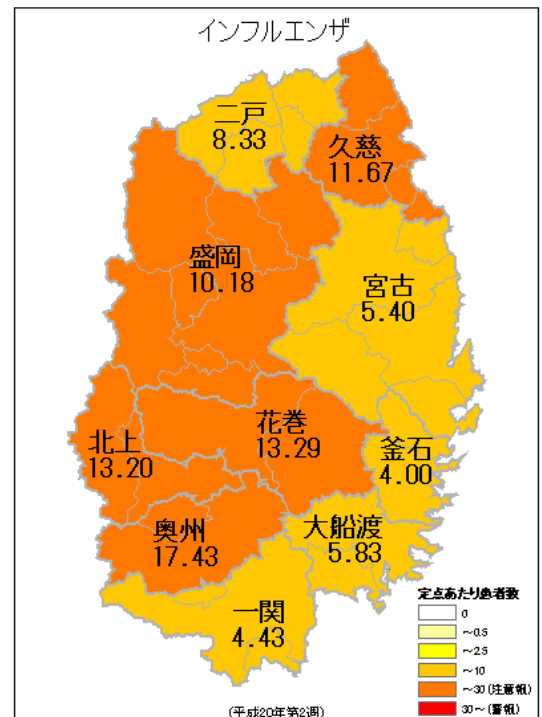 インフルエンザ
二戸
8.33
久慈
11.67
盛岡
10.18
宮古
5.40
花巻
13.29
北上
13.20
釜石
4.00
奥州
17.43
大船渡
5.83
一関
4.43
定点あたり患者数
0
～0.5
～2.5
～10
～30(注意報)
30～(警報)
(平成20年第2週)